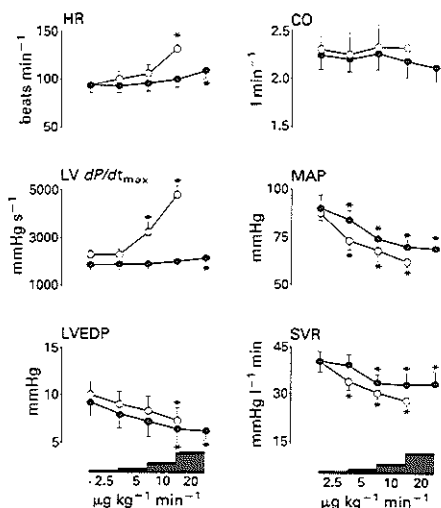 HR
beats min⁻¹
150
100
50
CO
l min⁻¹
2.5
2.0
1.5
LV dP/dtmax
mmHg s⁻¹
5000
3000
1000
MAP
mmHg
100
75
50
LVEDP
mmHg
15
10
5
SVR
mmHg l⁻¹ min
45
30
15
2.5 5 10 20
µg kg⁻¹ min⁻¹
2.5 5 10 20
µg kg⁻¹ min⁻¹